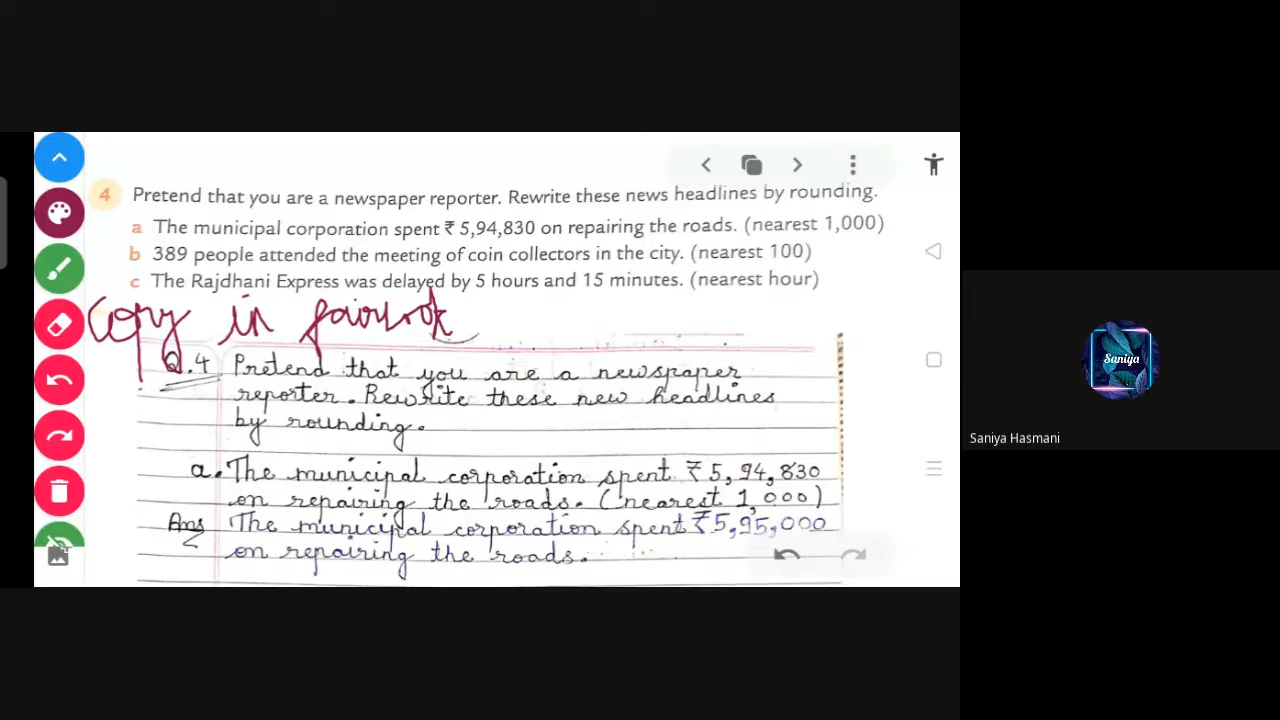 4 Pretend that you are a newspaper reporter. Rewrite these news headlines by rounding.
a The municipal corporation spent ₹ 5,94,830 on repairing the roads. (nearest 1,000)
b 389 people attended the meeting of coin collectors in the city. (nearest 100)
c The Rajdhani Express was delayed by 5 hours and 15 minutes. (nearest hour)
Copy in fairbook
Q.4 Pretend that you are a newspaper
reporter. Rewrite these new headlines
by rounding.
a. The municipal corporation spent ₹ 5,94,830
on repairing the roads. (nearest 1,000)
Ans The municipal corporation spent ₹5,95,000
on repairing the roads.
Saniya
Saniya Hasmani